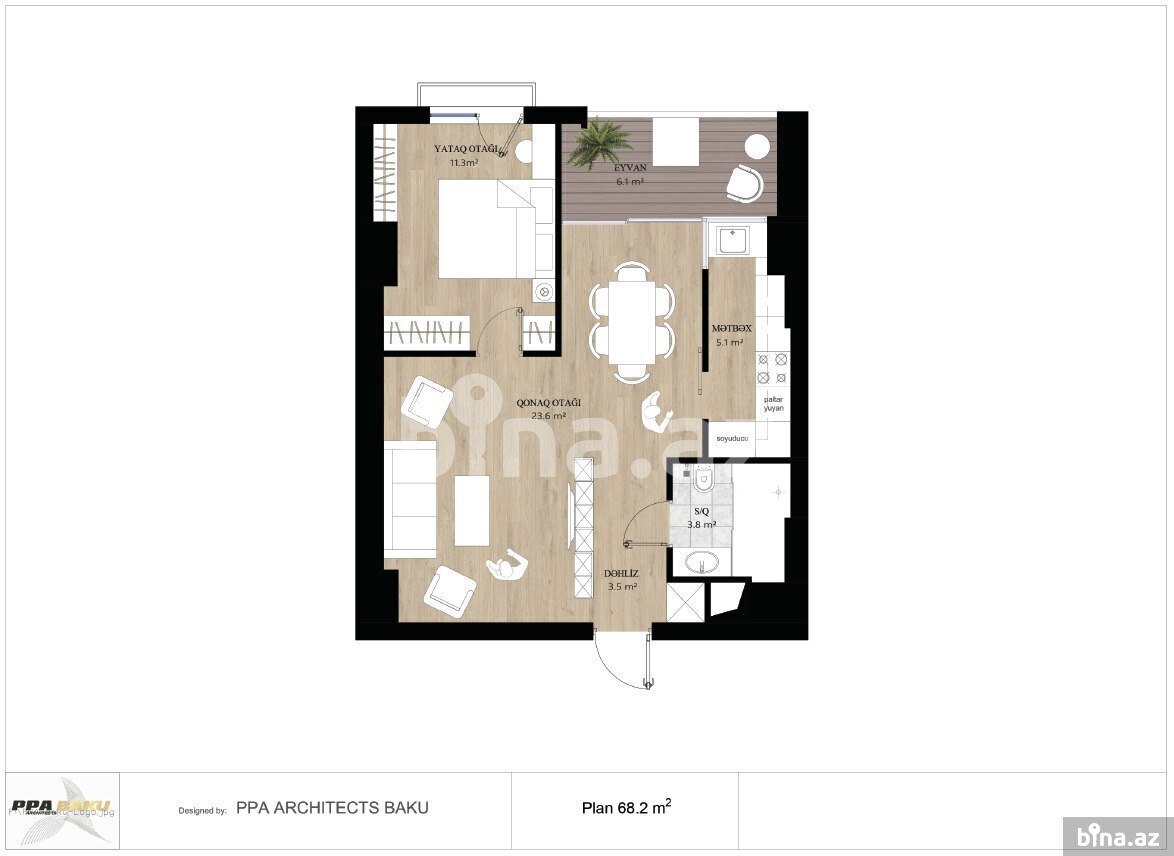 YATAQ OTAĞI
11.3m²
EYVAN
6.1 m²
MƏTBƏX
5.1 m²
QONAQ OTAĞI
23.6 m²
paltar
yuyan
soyuducu
bina.az
S/Q
3.8 m²
DƏHLİZ
3.5 m²
PPA BAKU
ARCHITECTS
Designed by: PPA ARCHITECTS BAKU
Plan 68.2 m²
bina.az